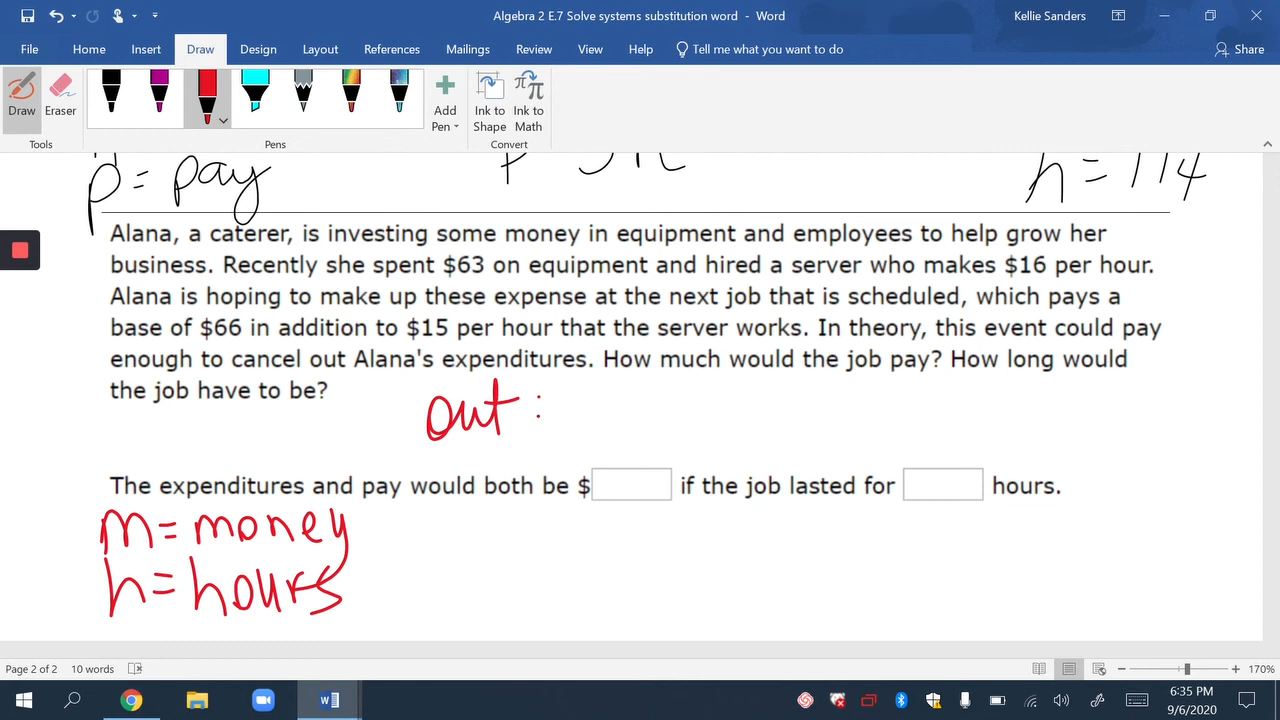 Algebra 2 E.7 Solve systems substitution word - Word
Kellie Sanders
File Home Insert Draw Design Layout References Mailings Review View Help Tell me what you want to do Share
Draw Eraser Add Pen Ink to Shape Ink to Math
Tools Pens Convert
p = pay
h = 114
Alana, a caterer, is investing some money in equipment and employees to help grow her
business. Recently she spent $63 on equipment and hired a server who makes $16 per hour.
Alana is hoping to make up these expense at the next job that is scheduled, which pays a
base of $66 in addition to $15 per hour that the server works. In theory, this event could pay
enough to cancel out Alana's expenditures. How much would the job pay? How long would
the job have to be?
out :
The expenditures and pay would both be $ if the job lasted for hours.
m = money
h = hours
Page 2 of 2 10 words 170%
6:35 PM
9/6/2020